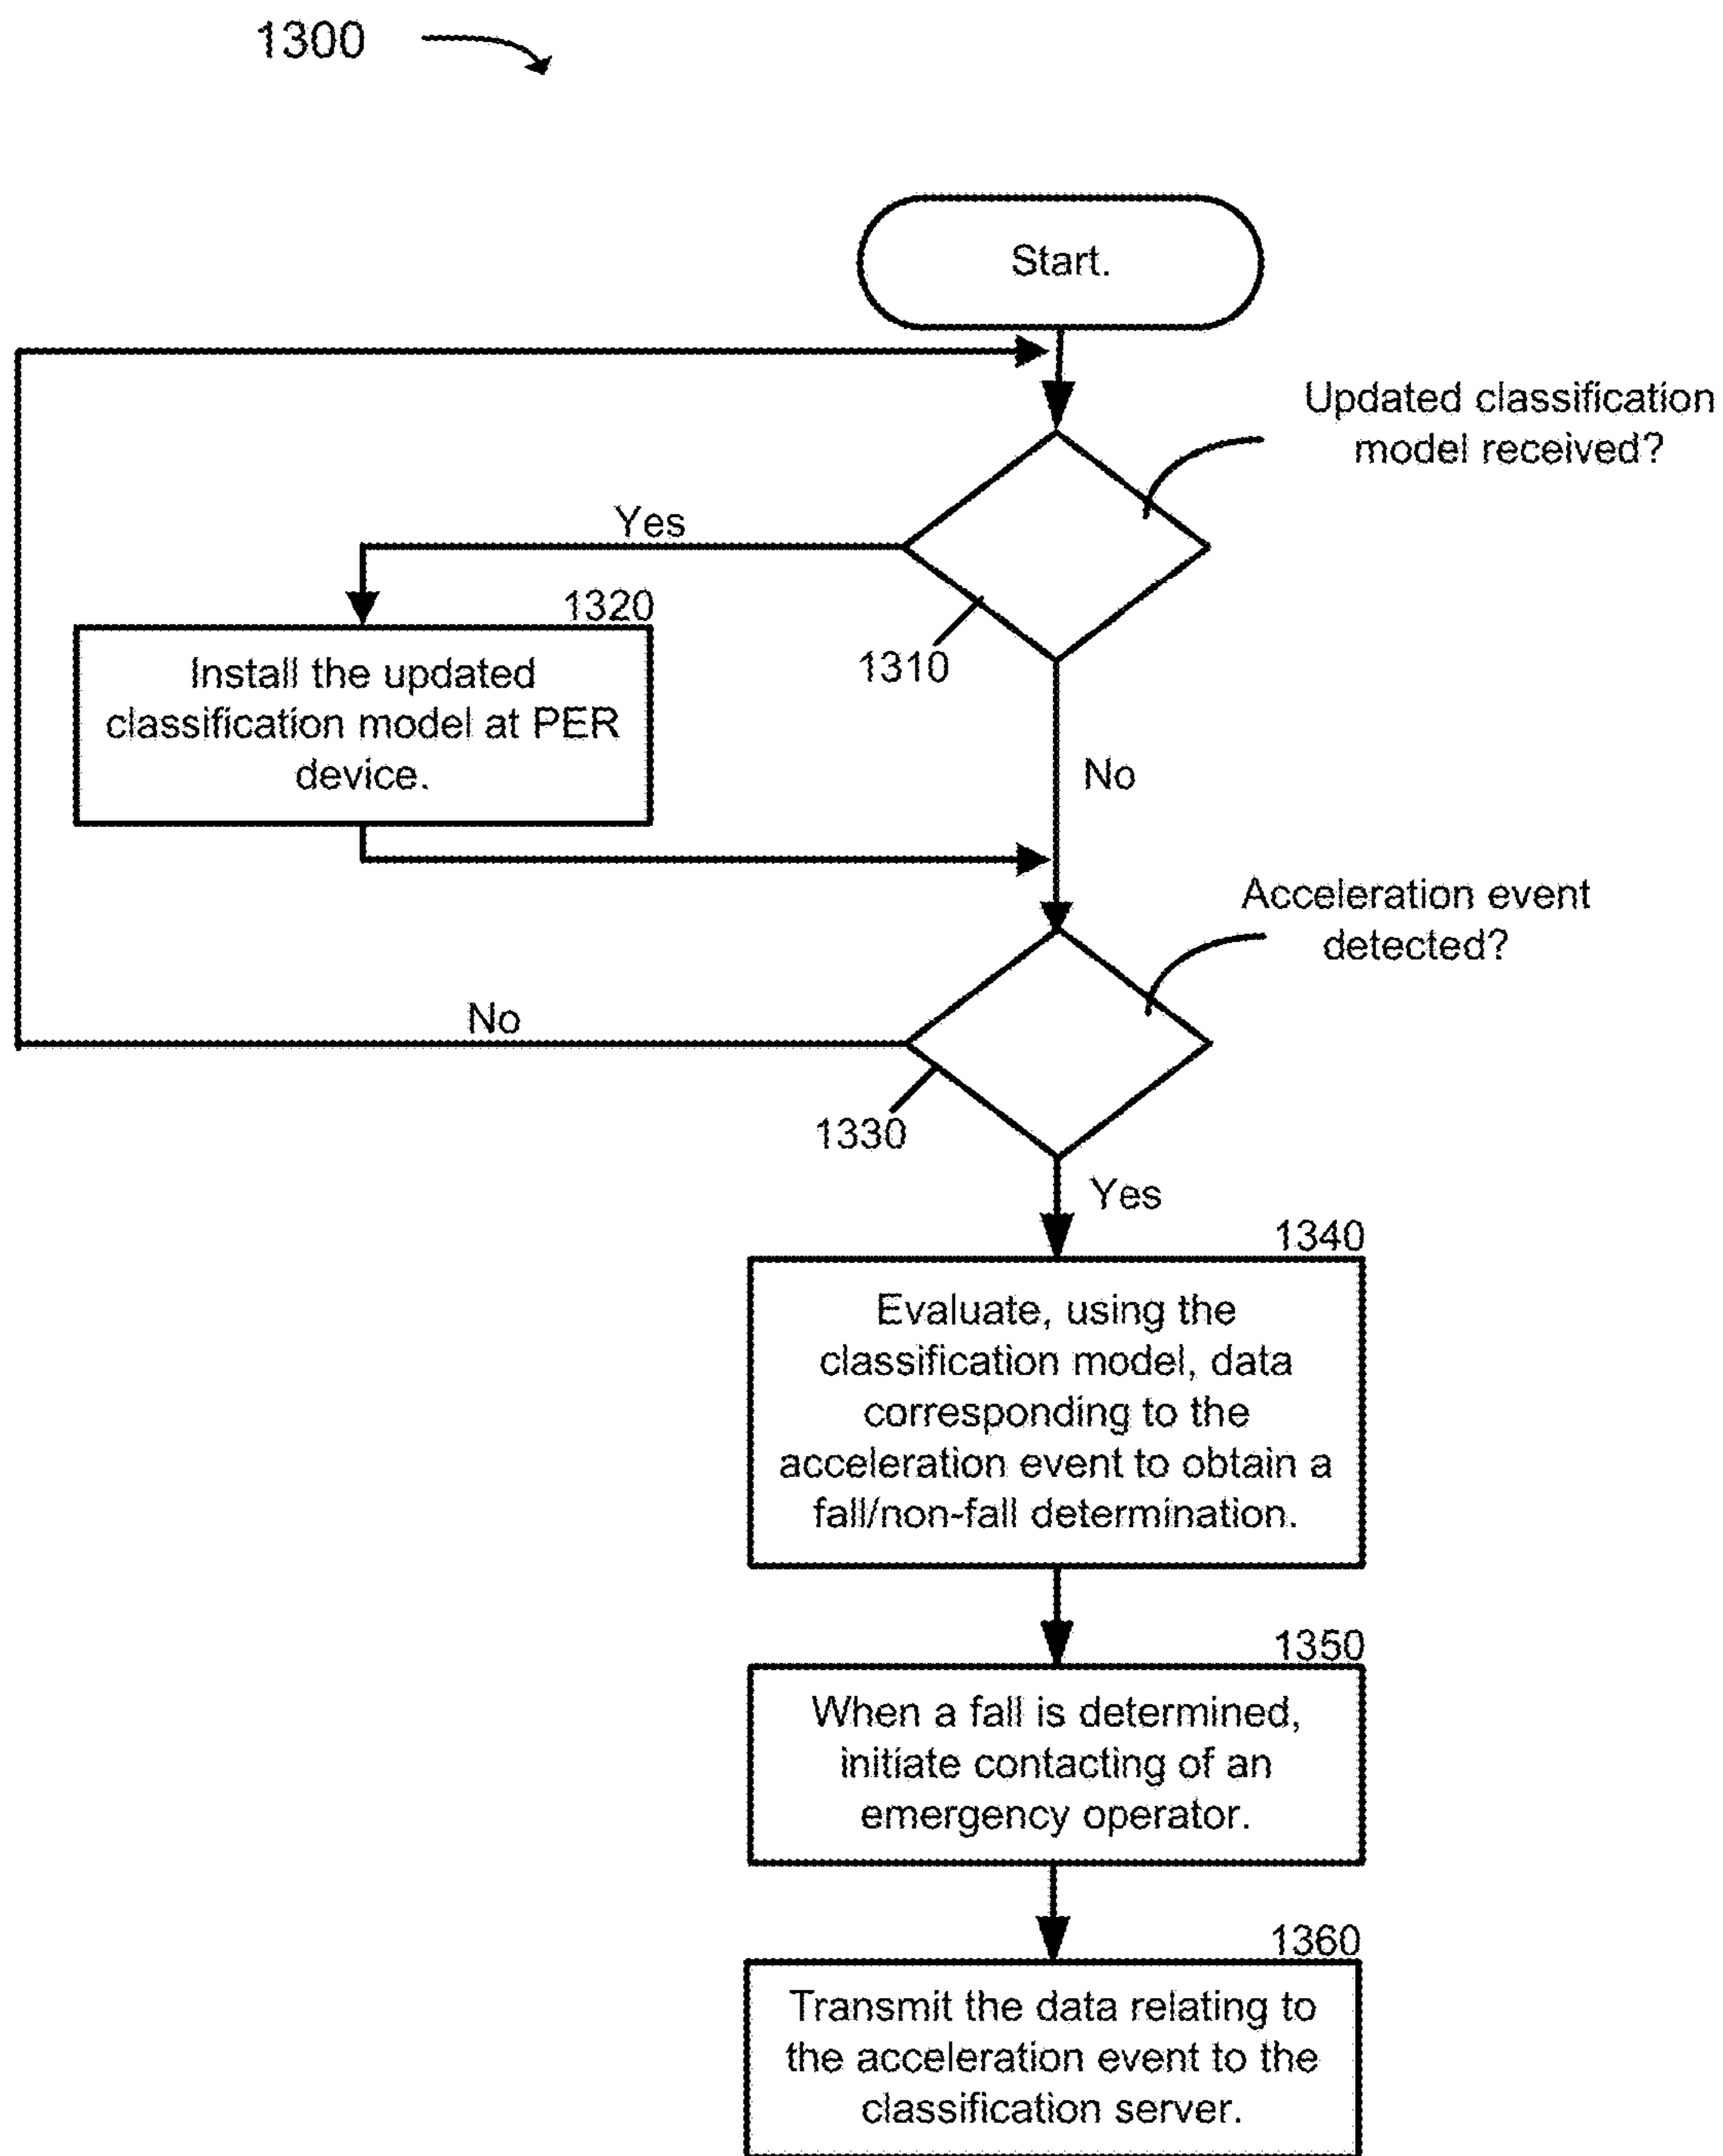 1300
Start.
Updated classification
model received?
Yes
1310
1320
Install the updated
classification model at PER
device.
No
Acceleration event
detected?
No
1330
Yes
1340
Evaluate, using the
classification model, data
corresponding to the
acceleration event to obtain a
fall/non-fall determination.
1350
When a fall is determined,
initiate contacting of an
emergency operator.
1360
Transmit the data relating to
the acceleration event to the
classification server.